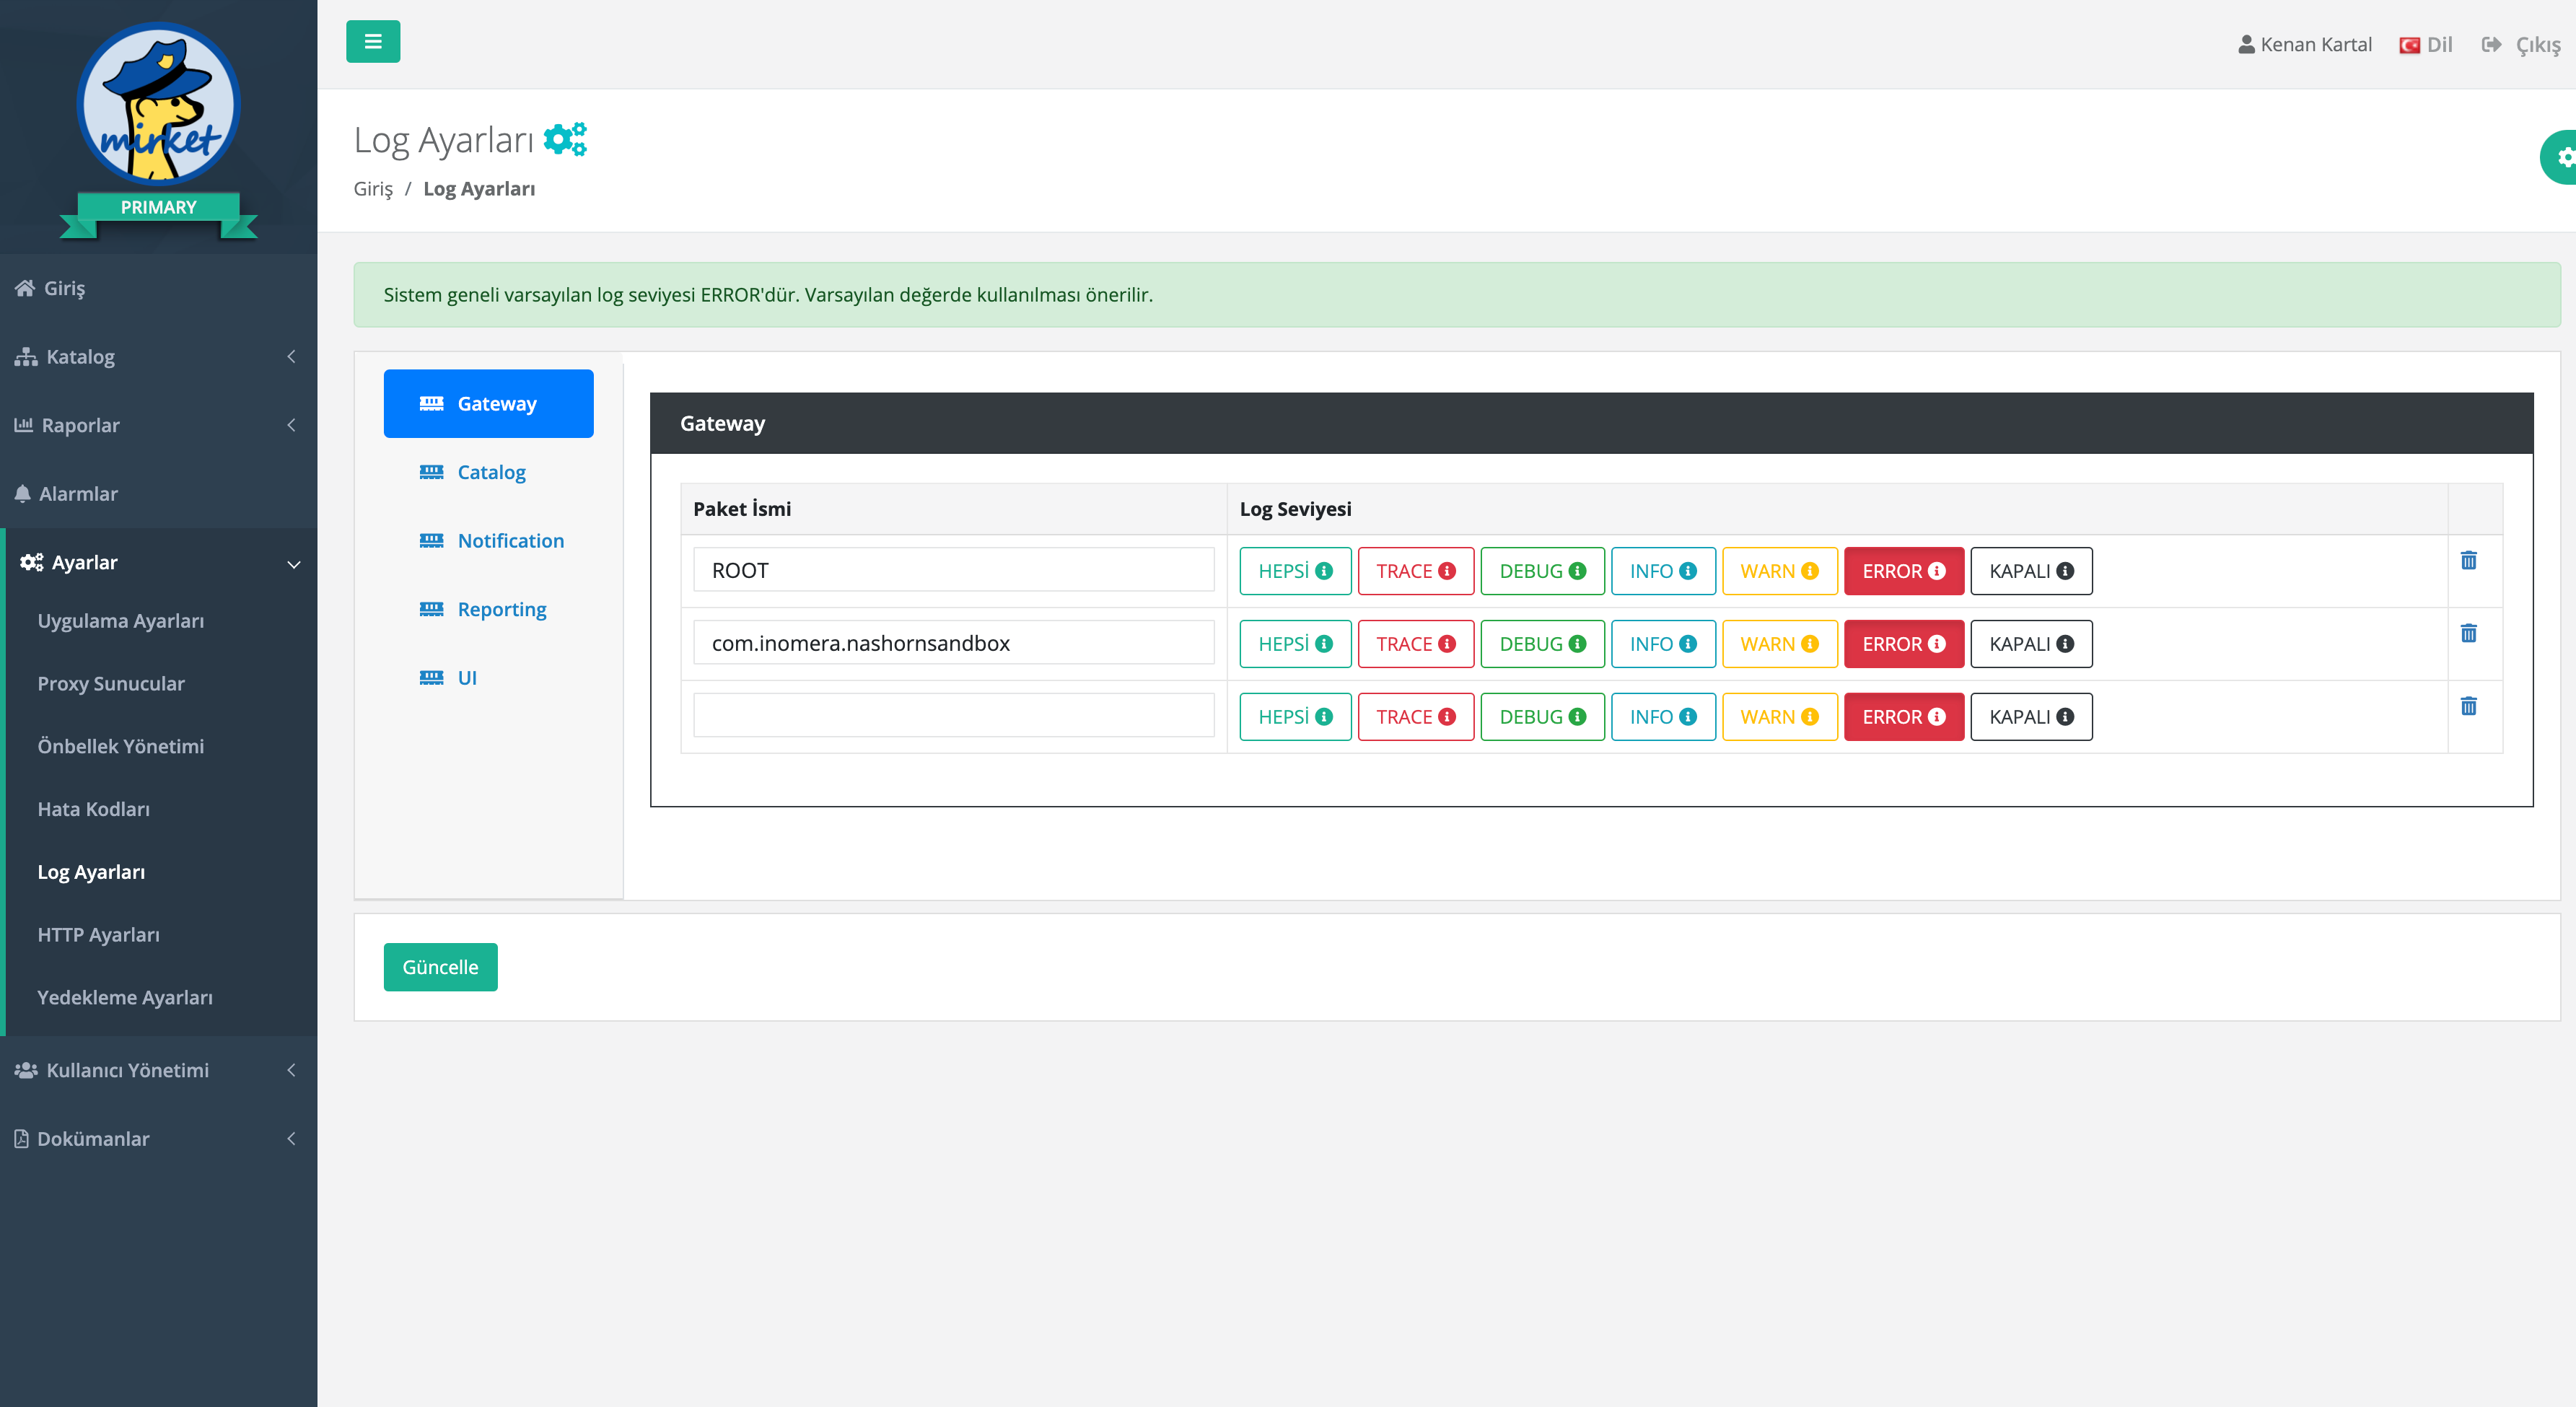 mirket
PRIMARY
Giriş
Katalog
Raporlar
Alarmlar
Ayarlar
Uygulama Ayarları
Proxy Sunucular
Önbellek Yönetimi
Hata Kodları
Log Ayarları
HTTP Ayarları
Yedekleme Ayarları
Kullanıcı Yönetimi
Dokümanlar
Kenan Kartal Dil Çıkış
Log Ayarları
Giriş / Log Ayarları
Sistem geneli varsayılan log seviyesi ERROR'dür. Varsayılan değerde kullanılması önerilir.
Gateway
Catalog
Notification
Reporting
UI
Gateway
Paket İsmi Log Seviyesi
ROOT HEPSİ TRACE DEBUG INFO WARN ERROR KAPALI
com.inomera.nashornsandbox HEPSİ TRACE DEBUG INFO WARN ERROR KAPALI
HEPSİ TRACE DEBUG INFO WARN ERROR KAPALI
Güncelle